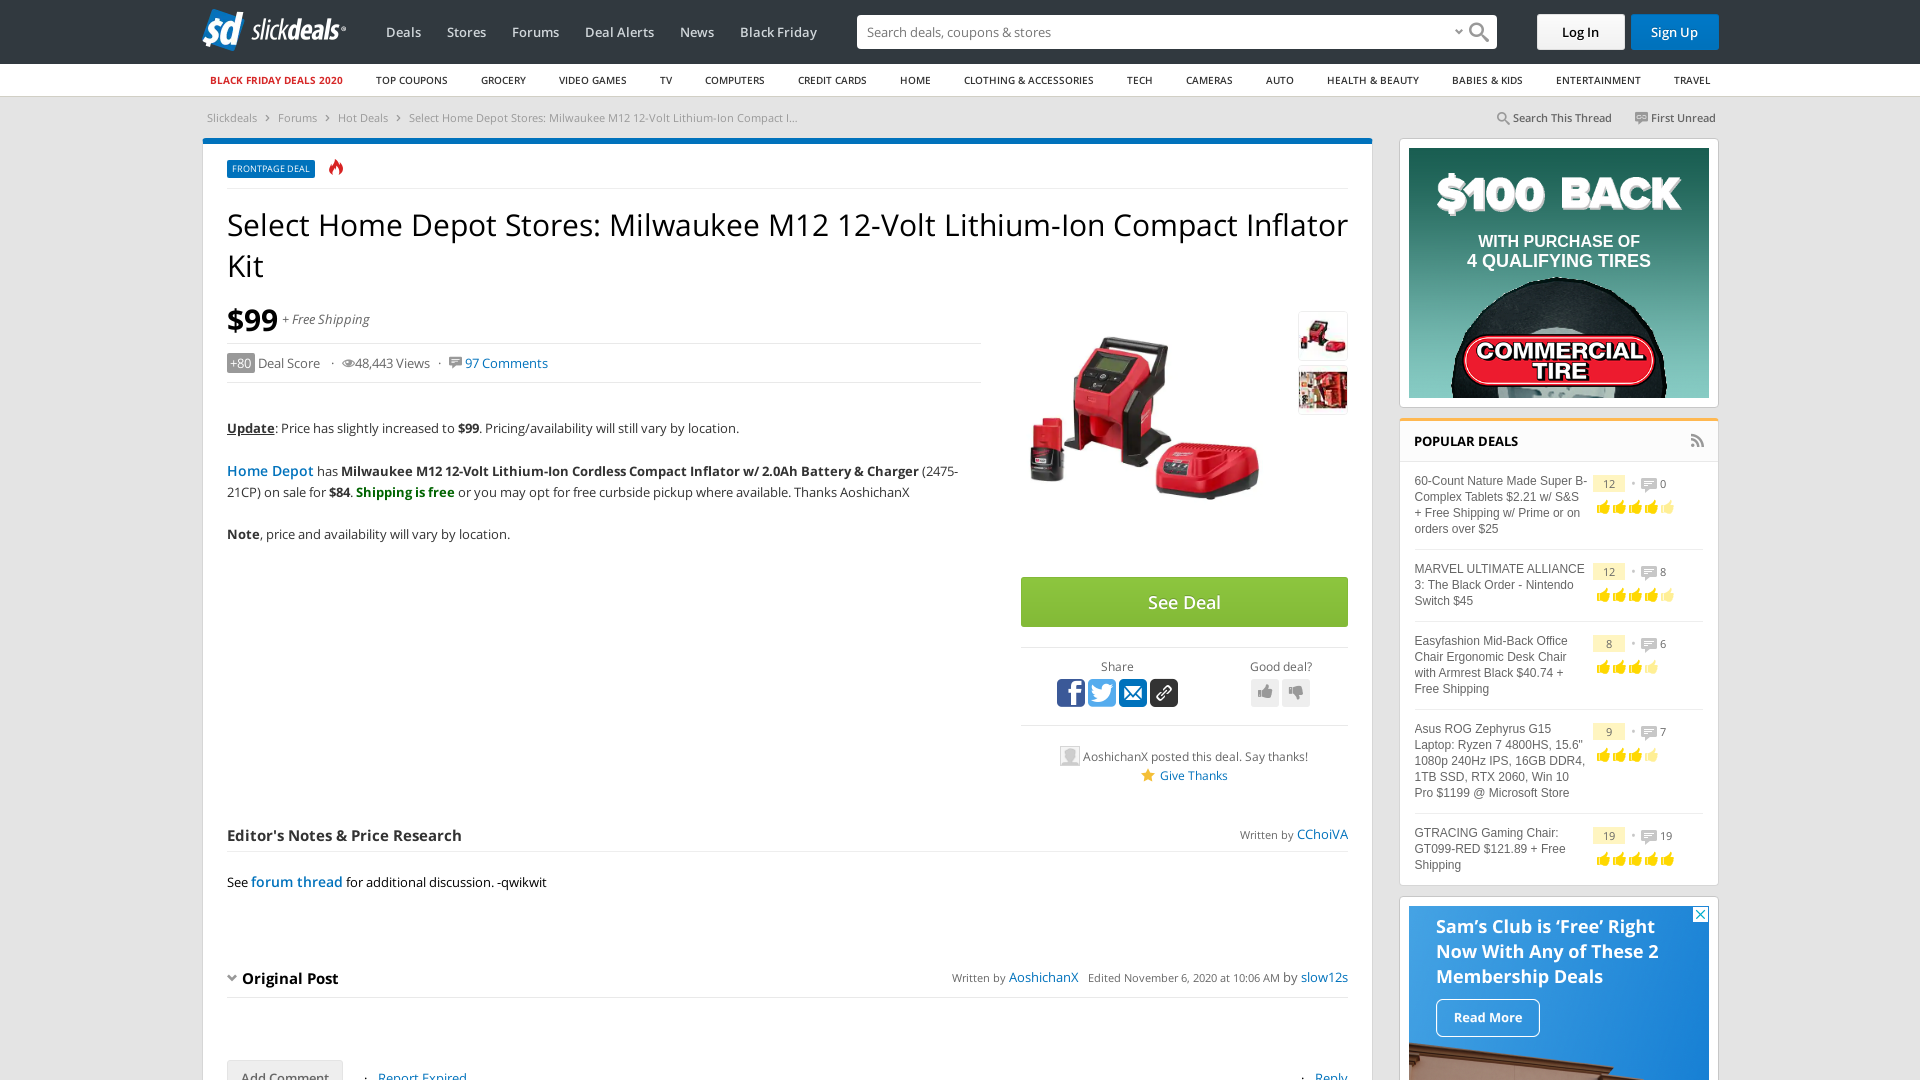 sd slickdeals
Deals Stores Forums Deal Alerts News Black Friday
Search deals, coupons & shopping
Log In Sign Up
BLACK FRIDAY DEALS 2020 TOP COUPONS GROCERY VIDEO GAMES TV COMPUTERS CREDIT CARDS HOME CLOTHING & ACCESSORIES TECH CAMERAS AUTO HEALTH & BEAUTY BABIES & KIDS ENTERTAINMENT TRAVEL
Slickdeals › Forums › Hot Deals › Select Home Depot Stores: Milwaukee M12 12-Volt Lithium-Ion Compact I...
Search This Thread First Unread
FRONTPAGE DEAL
Select Home Depot Stores: Milwaukee M12 12-Volt Lithium-Ion Compact Inflator
Kit
$99 + Free Shipping
+80 Deal Score · 48,443 Views · 97 Comments
Update: Price has slightly increased to $99. Pricing/availability will still vary by location.
Home Depot has Milwaukee M12 12-Volt Lithium-Ion Cordless Compact Inflator w/ 2.0Ah Battery & Charger (2475-
21CP) on sale for $84. Shipping is free or you may opt for free curbside pickup where available. Thanks AoshichanX
Note, price and availability will vary by location.
See Deal
Share
Good deal?
AoshichanX posted this deal. Say thanks!
Give Thanks
Editor's Notes & Price Research
Written by CChoiVA
See forum thread for additional discussion. -qwikwit
Original Post
Written by AoshichanX Edited November 6, 2020 at 10:06 AM by slow12s
Add Comment · Report Expired
· Reply
$100 BACK
WITH PURCHASE OF
4 QUALIFYING TIRES
COMMERCIAL
TIRE
POPULAR DEALS
60-Count Nature Made Super B-
Complex Tablets $2.21 w/ S&S
+ Free Shipping w/ Prime or on
orders over $25
12 • 0
MARVEL ULTIMATE ALLIANCE
3: The Black Order - Nintendo
Switch $45
12 • 8
Easyfashion Mid-Back Office
Chair Ergonomic Desk Chair
with Armrest Black $40.74 +
Free Shipping
8 • 6
Asus ROG Zephyrus G15
Laptop: Ryzen 7 4800HS, 15.6"
1080p 240Hz IPS, 16GB DDR4,
1TB SSD, RTX 2060, Win 10
Pro $1199 @ Microsoft Store
9 • 7
GTRACING Gaming Chair:
GT099-RED $121.89 + Free
Shipping
19 • 19
Sam's Club is ‘Free’ Right
Now With Any of These 2
Membership Deals
Read More